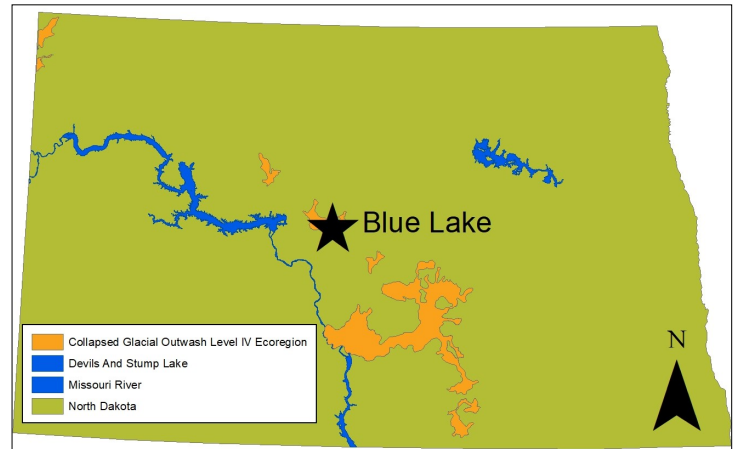 Blue Lake
N
Collapsed Glacial Outwash Level IV Ecoregion
Devils And Stump Lake
Missouri River
North Dakota